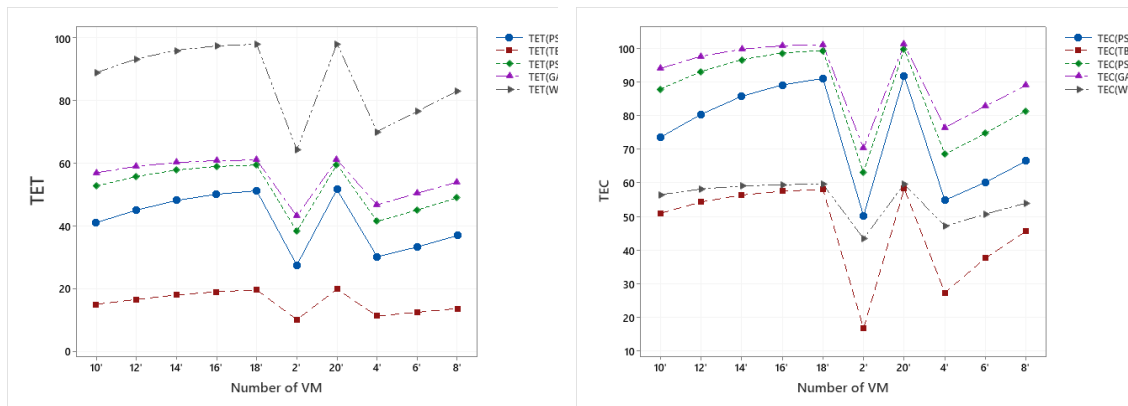 TET
100
80
60
40
20
0
10' 12' 14' 16' 18' 2' 20' 4' 6' 8'
Number of VM
TET(PS
TET(TB
TET(PS
TET(GA
TET(W
TEC
100
90
80
70
60
50
40
30
20
10
10' 12' 14' 16' 18' 2' 20' 4' 6' 8'
Number of VM
TEC(PS
TEC(TB
TEC(PS
TEC(GA
TEC(W